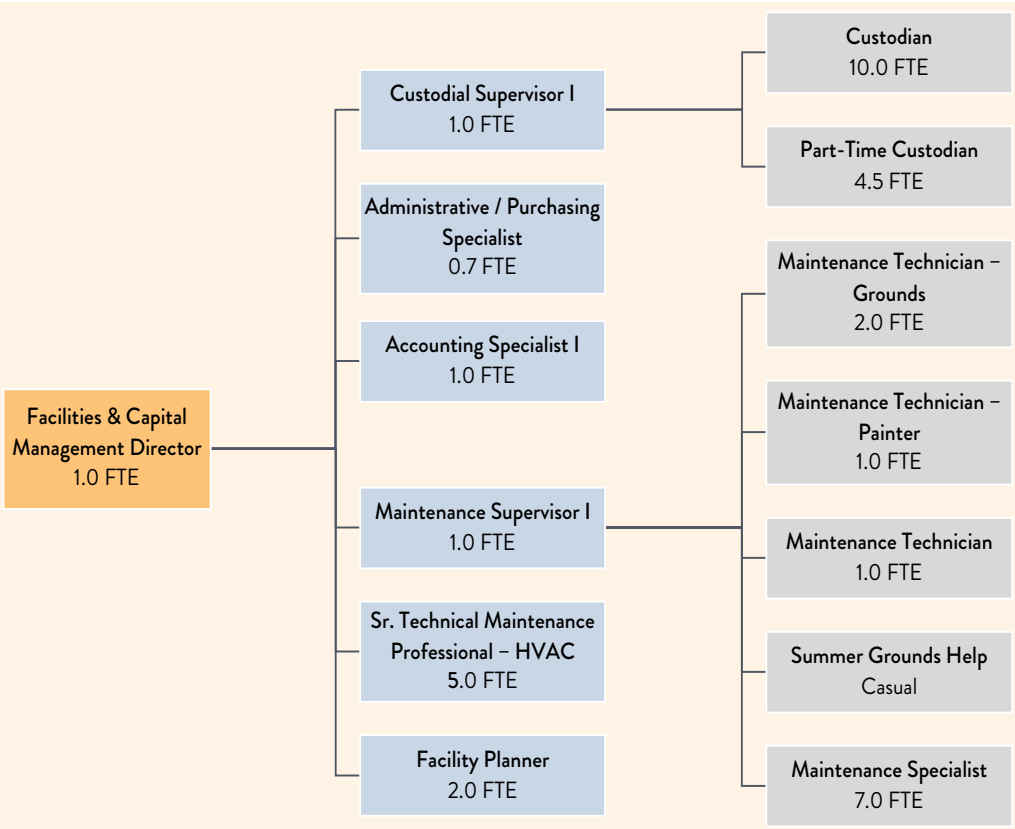 Facilities & Capital
Management Director
1.0 FTE
Custodial Supervisor I
1.0 FTE
Administrative / Purchasing
Specialist
0.7 FTE
Accounting Specialist I
1.0 FTE
Maintenance Supervisor I
1.0 FTE
Sr. Technical Maintenance
Professional – HVAC
5.0 FTE
Facility Planner
2.0 FTE
Custodian
10.0 FTE
Part-Time Custodian
4.5 FTE
Maintenance Technician –
Grounds
2.0 FTE
Maintenance Technician –
Painter
1.0 FTE
Maintenance Technician
1.0 FTE
Summer Grounds Help
Casual
Maintenance Specialist
7.0 FTE